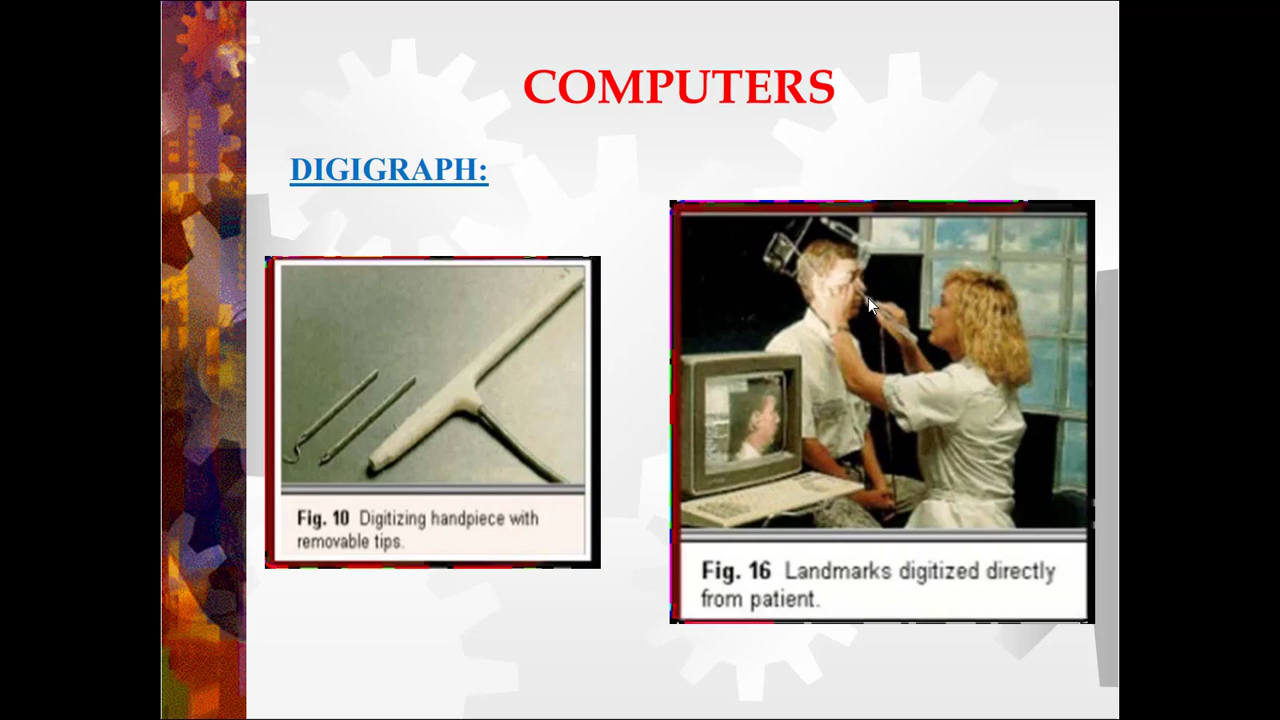 COMPUTERS
DIGIGRAPH:
Fig. 10 Digitizing handpiece with
removable tips.
Fig. 16 Landmarks digitized directly
from patient.